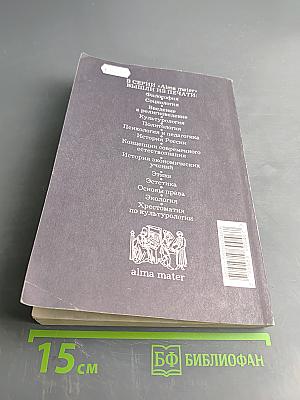 В СЕРИИ «Alma mater»
ВЫШЛИ ИЗ ПЕЧАТИ:
Философия
Социология
Введение
в религиоведение
Культурология
Политология
Психология и педагогика
История России
Концепции современного
естествознания
История экономических
учений
Этика
Эстетика
Основы права
Экология
Хрестоматия
по культурологии
alma mater
15 см
БФ БИБЛИОФАН